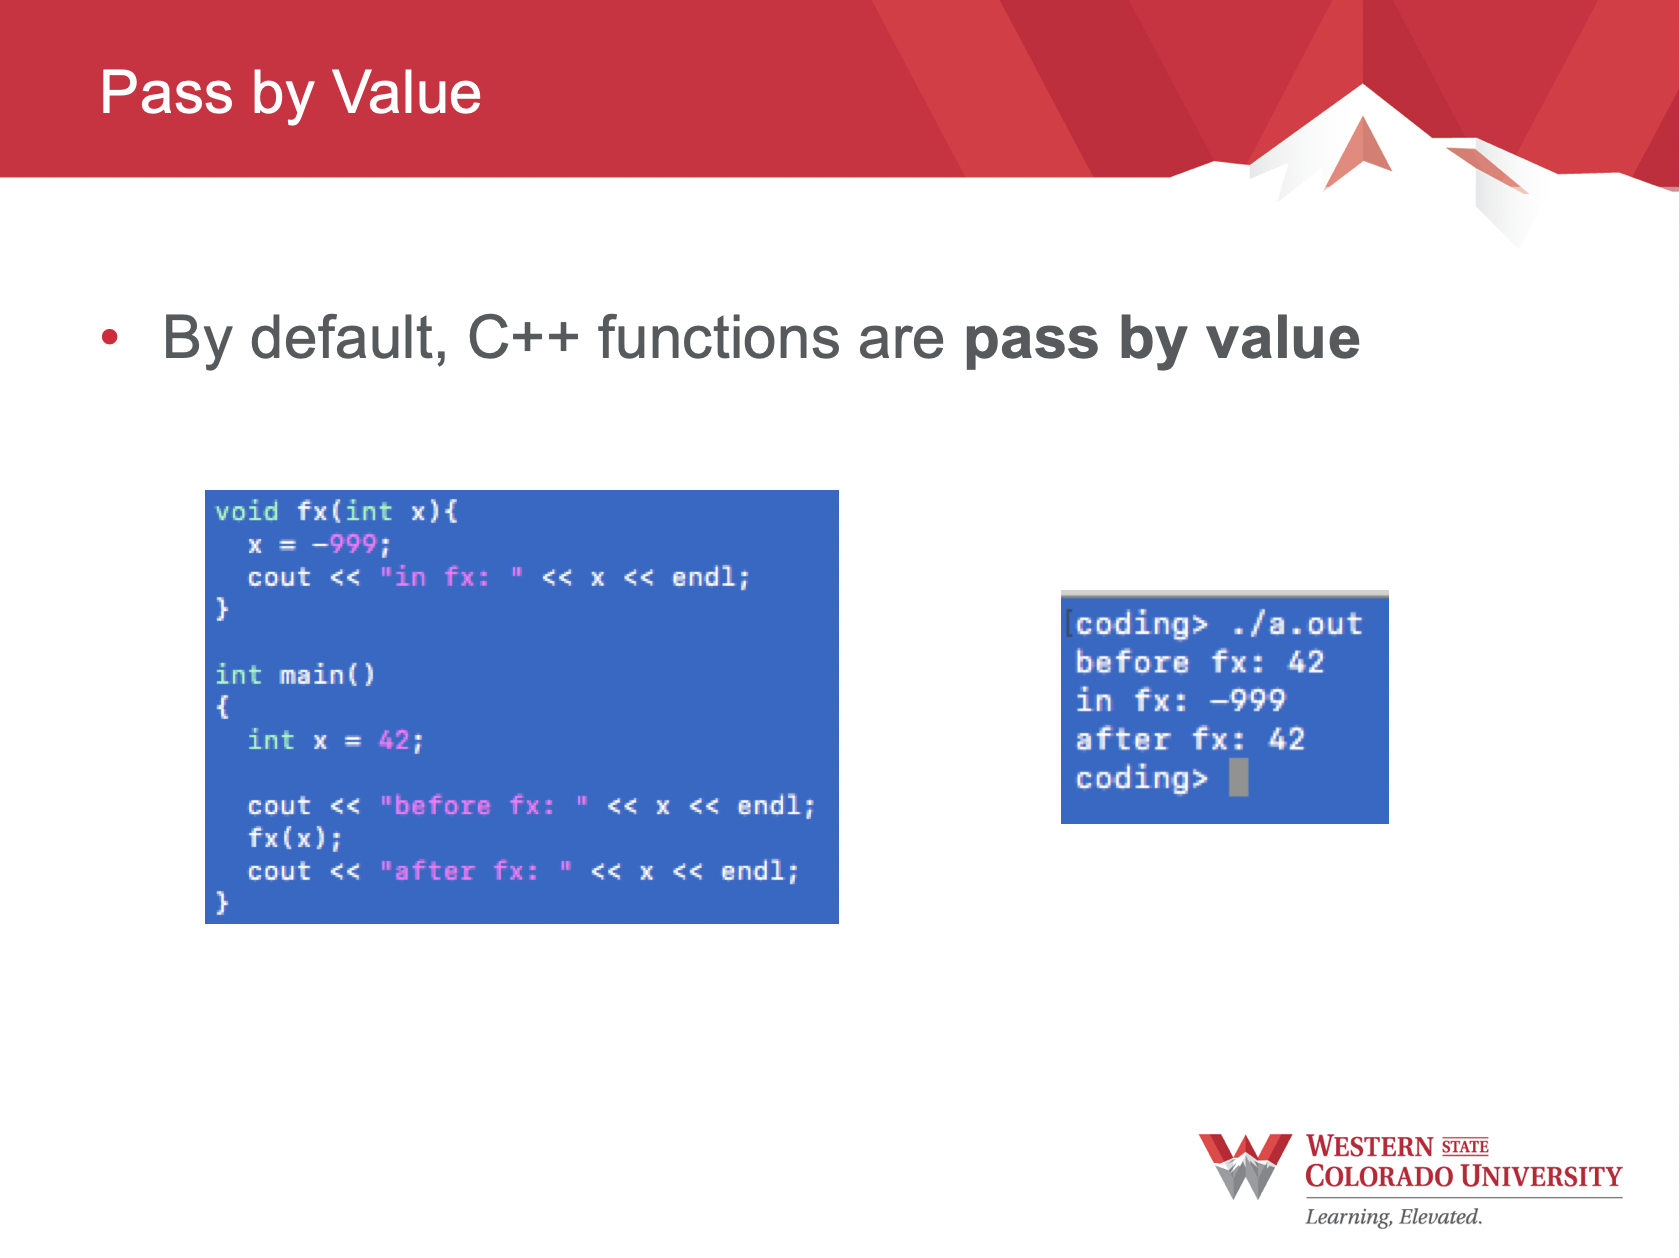 Pass by Value
• By default, C++ functions are pass by value
void fx(int x){
  x = -999;
  cout << "in fx: " << x << endl;
}
int main()
{
  int x = 42;
  cout << "before fx: " << x << endl;
  fx(x);
  cout << "after fx: " << x << endl;
}
[coding> ./a.out
before fx: 42
in fx: -999
after fx: 42
coding>
WESTERN STATE
COLORADO UNIVERSITY
Learning, Elevated.